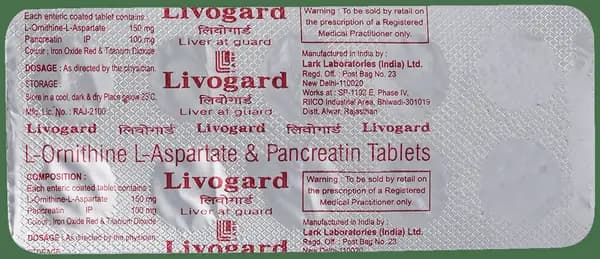 Each enteric coated tablet contains
L-Ornithine-L-Aspartate 150 mg
Pancreatin IP 100 mg
Colour : Iron Oxide Red & Titanium Dioxide
DOSAGE : As directed by the physician.
STORAGE :
Store in a cool, dark & dry Place below 25°C.
Mfg. Lic. No. : RAJ-2100
Livogard
लिवोगार्ड
Liver at guard
Livogard
लिवोगार्ड
Warning : To be sold by retail on
the prescription of a Registered
Medical Practitioner only.
Manufactured in India by :
Lark Laboratories (India) Ltd.
Regd. Off. : Post Bag No. 23
New Delhi-110020
Works at : SP-1192 E, Phase IV,
RIICO Industrial Area, Bhiwadi-301019
Distt. Alwar, Rajasthan
Livogard लिवोगार्ड Livogard लिवोगार्ड Livogard
L-Ornithine L-Aspartate & Pancreatin Tablets
COMPOSITION :
Each enteric coated tablet contains :
L-Ornithine-L-Aspartate 150 mg
Pancreatin IP 100 mg
Colour : Iron Oxide Red & Titanium Dioxide
DOSAGE : As directed by the physician.
STORAGE
Livogard
लिवोगार्ड
Liver at guard
Livogard
Warning : To be sold by retail on
the prescription of a Registered
Medical Practitioner only.
Manufactured in India by :
Lark Laboratories (India) Ltd.
Regd. Off. : Post Bag No. 23
New Delhi-110020